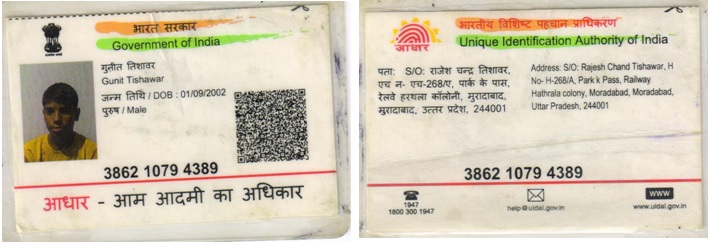 भारत सरकार
Government of India
गुनीत तिशावर
Gunit Tishawar
जन्म तिथि / DOB : 01/09/2002
पुरुष / Male
3862 1079 4389
आधार - आम आदमी का अधिकार
भारतीय विशिष्ट पहचान प्राधिकरण
Unique Identification Authority of India
आधार
पता: S/O: राजेश चन्द्र तिशावर,
एच न- एच-268/ए, पार्क के पास,
रेलवे हरथला कॉलोनी, मुरादाबाद,
मुरादाबाद, उत्तर प्रदेश, 244001
Address: S/O: Rajesh Chand Tishawar, H
No- H-268/A, Park k Pass, Railway
Hathrala colony, Moradabad, Moradabad,
Uttar Pradesh, 244001
3862 1079 4389
1947
1800 300 1947
help@uidai.gov.in
www
www.uidai.gov.in